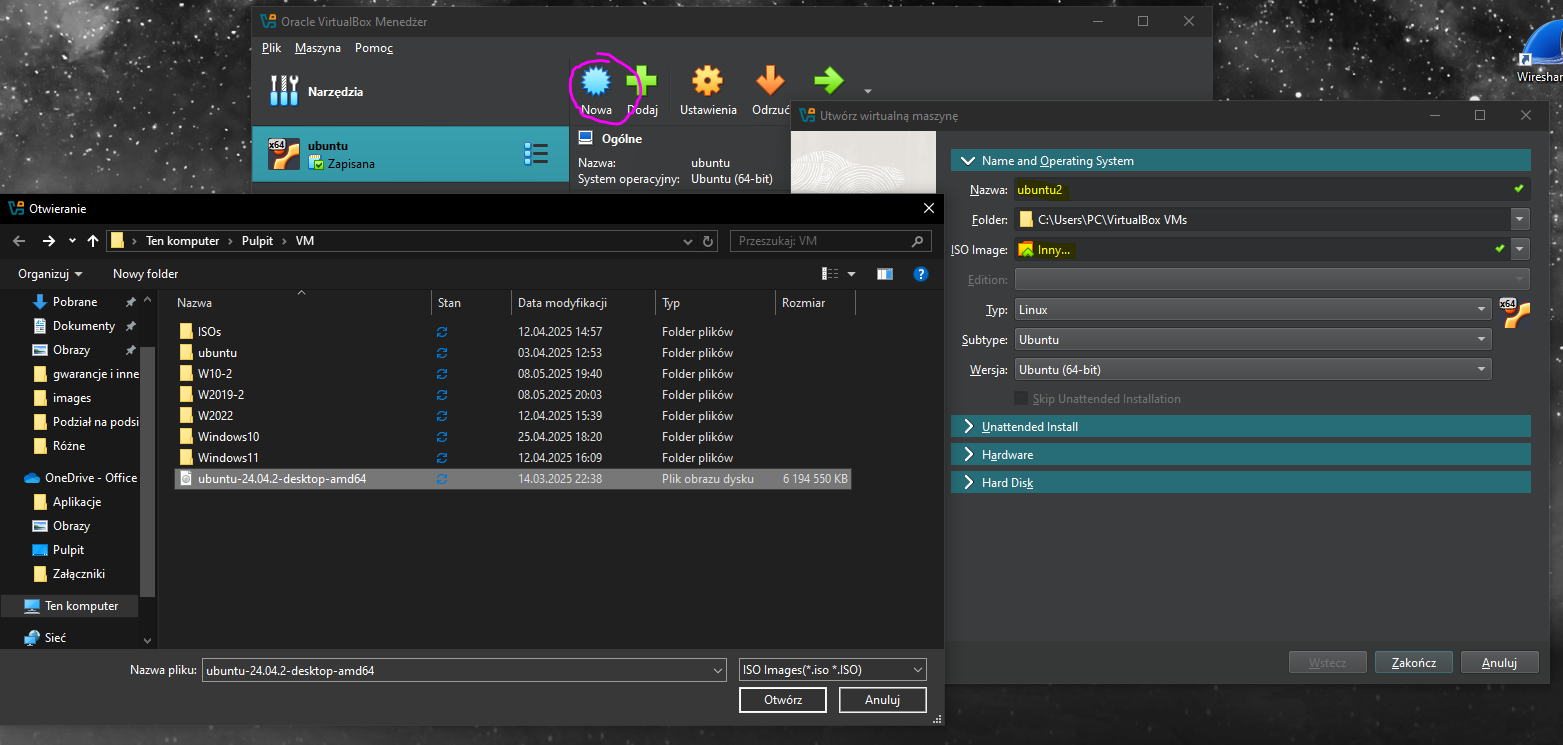 Oracle VirtualBox Menedżer
Plik Maszyna Pomoc
Narzędzia
Nowa Dodaj Ustawienia Odrzuć
x64 ubuntu
Zapisana
Ogólne
Nazwa: ubuntu
System operacyjny: Ubuntu (64-bit)
Wireshar
Utwórz wirtualną maszynę
Name and Operating System
Nazwa: ubuntu2
Folder: C:\Users\PC\VirtualBox VMs
ISO Image: Inny...
Edition:
Typ: Linux
x64
Subtype: Ubuntu
Wersja: Ubuntu (64-bit)
Skip Unattended Installation
Unattended Install
Hardware
Hard Disk
Wstecz Zakończ Anuluj
Otwieranie
Ten komputer Pulpit VM
Przeszukaj: VM
Organizuj Nowy folder
Pobrane
Dokumenty
Obrazy
gwarancje i inne
images
Podział na podsi
Różne
OneDrive - Office
Aplikacje
Obrazy
Pulpit
Załączniki
Ten komputer
Sieć
Nazwa Stan Data modyfikacji Typ Rozmiar
ISOs 12.04.2025 14:57 Folder plików
ubuntu 03.04.2025 12:53 Folder plików
W10-2 08.05.2025 19:40 Folder plików
W2019-2 08.05.2025 20:03 Folder plików
W2022 12.04.2025 15:39 Folder plików
Windows10 25.04.2025 18:20 Folder plików
Windows11 12.04.2025 16:09 Folder plików
ubuntu-24.04.2-desktop-amd64 14.03.2025 22:38 Plik obrazu dysku 6 194 550 KB
Nazwa pliku: ubuntu-24.04.2-desktop-amd64 ISO Images(*.iso *.ISO)
Otwórz Anuluj